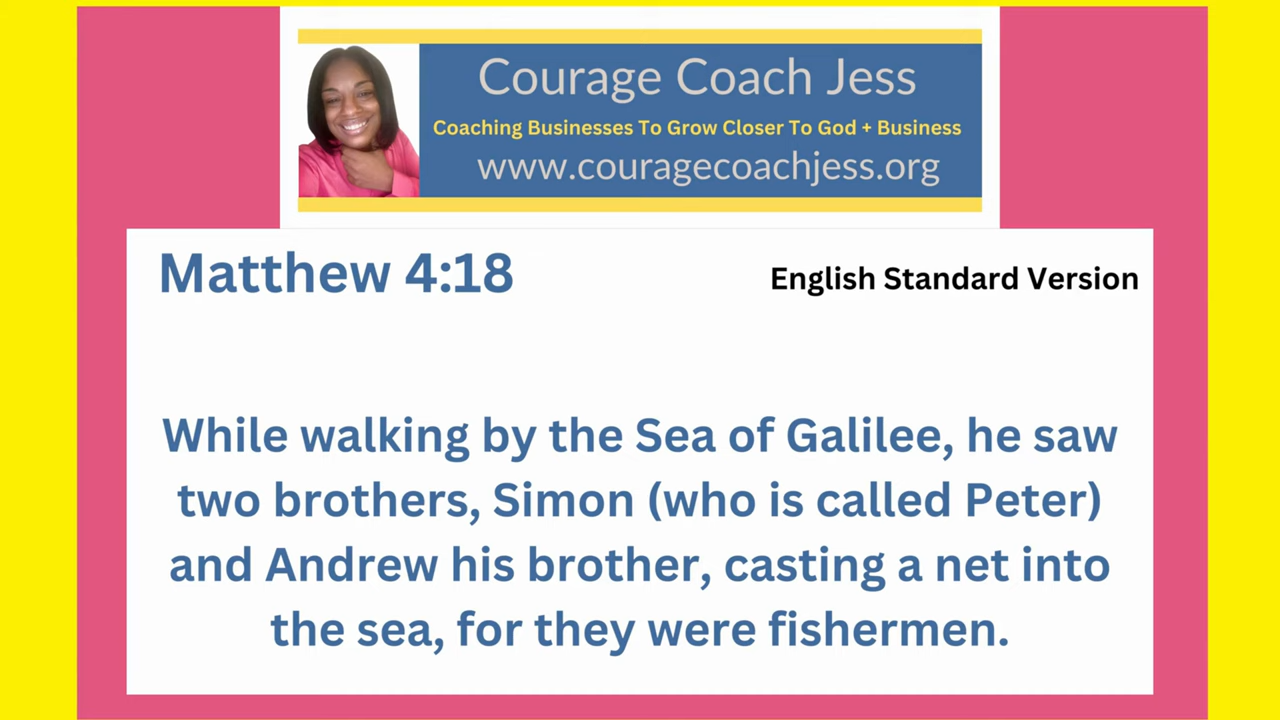 Courage Coach Jess
Coaching Businesses To Grow Closer To God + Business
www.couragecoachjess.org
Matthew 4:18
English Standard Version
While walking by the Sea of Galilee, he saw
two brothers, Simon (who is called Peter)
and Andrew his brother, casting a net into
the sea, for they were fishermen.